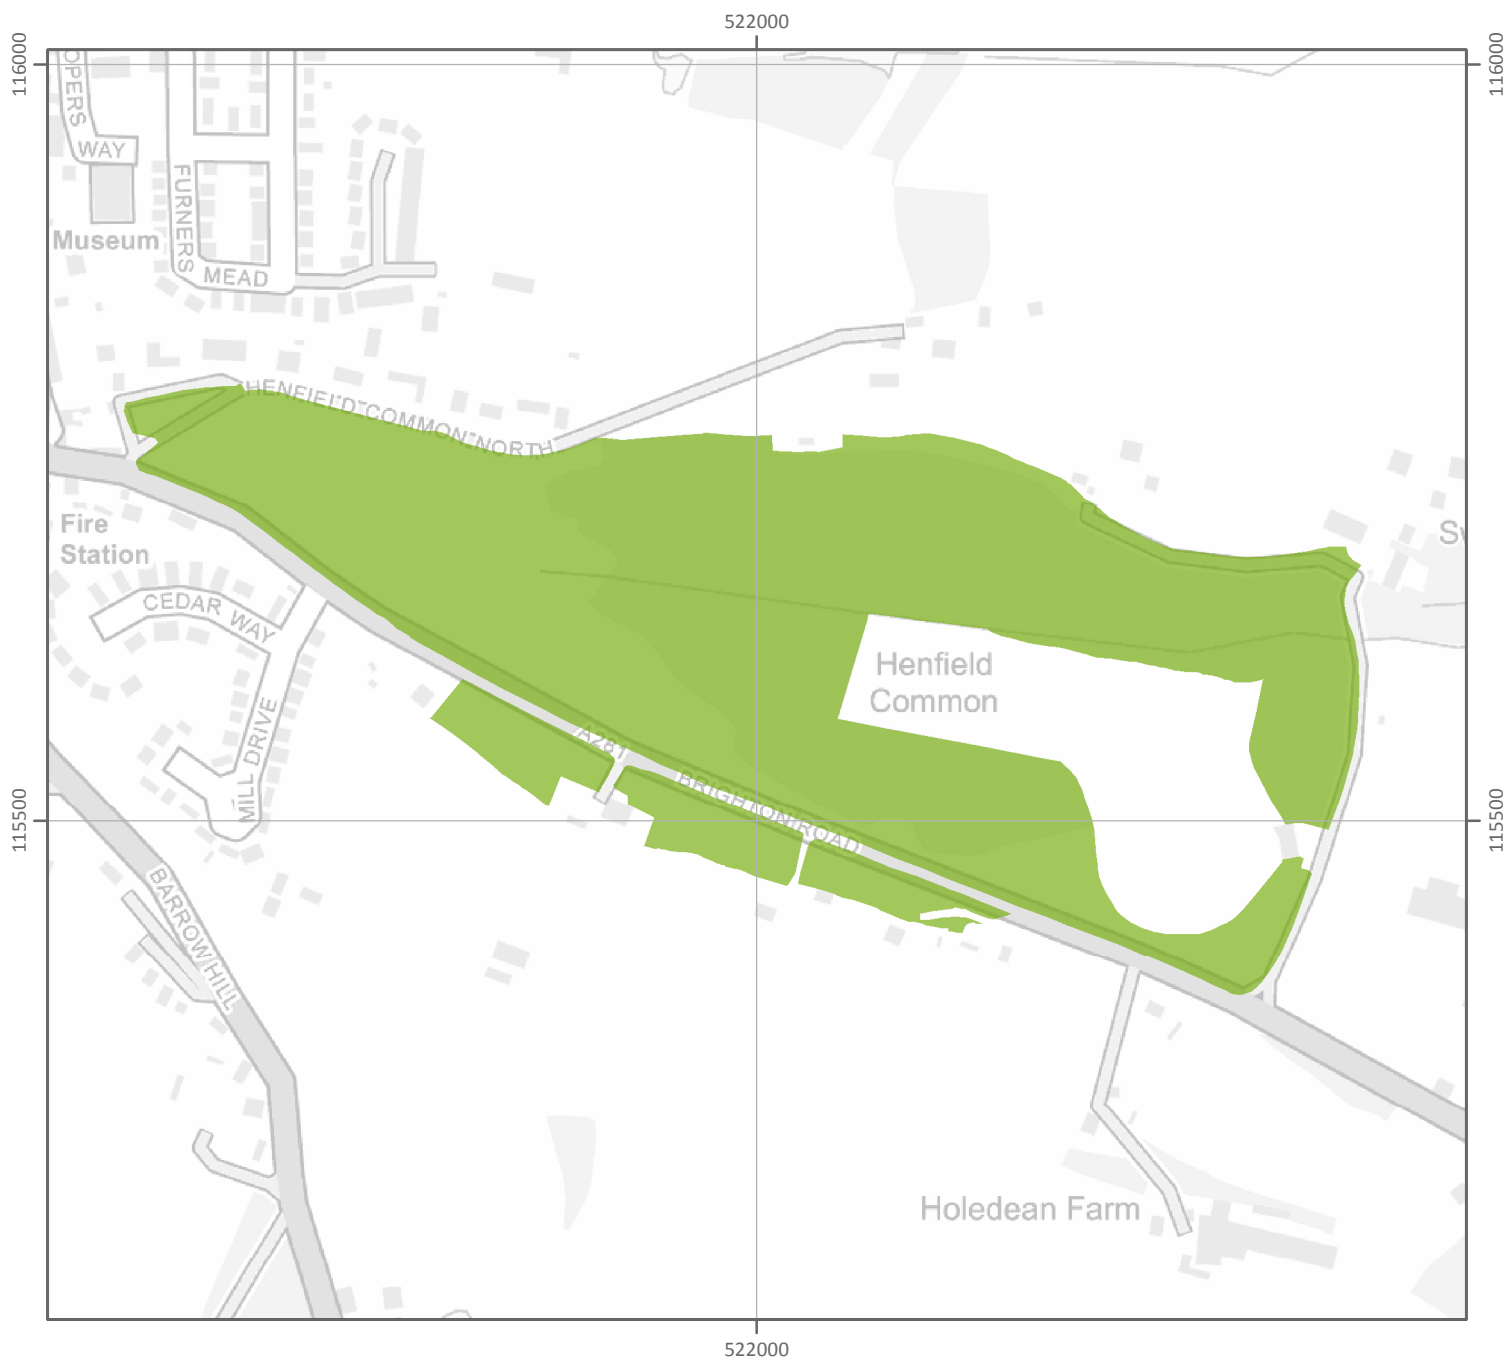 522000
116000
116000
OPERS
WAY
FURNERS
MEAD
Museum
HENFIELD COMMON NORTH
Fire
Station
CEDAR WAY
MILL DRIVE
Henfield
Common
A281
BRIGHTON ROAD
115500
115500
BARROW HILL
Holedean Farm
522000